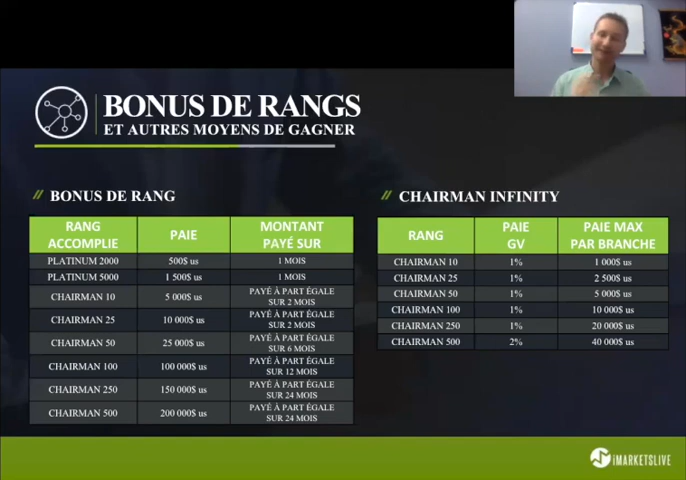 BONUS DE RANGS
ET AUTRES MOYENS DE GAGNER
// BONUS DE RANG
RANG ACCOMPLIE PAIE MONTANT PAYÉ SUR
PLATINUM 2000 500$ us 1 MOIS
PLATINUM 5000 1 500$ us 1 MOIS
CHAIRMAN 10 5 000$ us PAYÉ À PART ÉGALE SUR 2 MOIS
CHAIRMAN 25 10 000$ us PAYÉ À PART ÉGALE SUR 2 MOIS
CHAIRMAN 50 25 000$ us PAYÉ À PART ÉGALE SUR 6 MOIS
CHAIRMAN 100 100 000$ us PAYÉ À PART ÉGALE SUR 12 MOIS
CHAIRMAN 250 150 000$ us PAYÉ À PART ÉGALE SUR 24 MOIS
CHAIRMAN 500 200 000$ us PAYÉ À PART ÉGALE SUR 24 MOIS
// CHAIRMAN INFINITY
RANG PAIE GV PAIE MAX PAR BRANCHE
CHAIRMAN 10 1% 1 000$ us
CHAIRMAN 25 1% 2 500$ us
CHAIRMAN 50 1% 5 000$ us
CHAIRMAN 100 1% 10 000$ us
CHAIRMAN 250 1% 20 000$ us
CHAIRMAN 500 2% 40 000$ us
iMARKETSLIVE